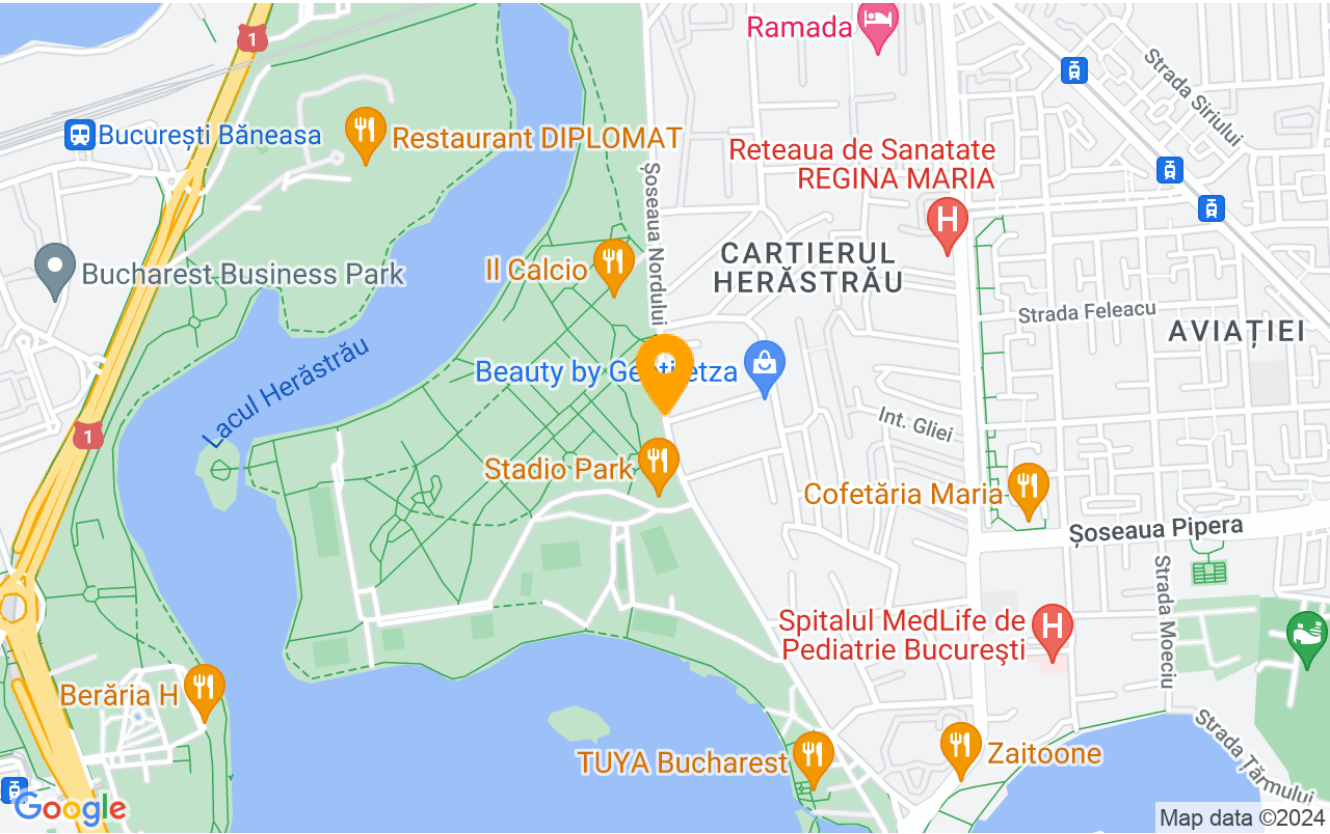 Ramada
1
Strada Siriului
București Băneasa
Restaurant DIPLOMAT
Reteaua de Sanatate
REGINA MARIA
Șoseaua Nordului
H
CARTIERUL
HERĂSTRĂU
Bucharest Business Park
Il Calcio
Strada Feleacu
AVIAȚIEI
Lacul Herăstrău
Beauty by
1
Int. Gliei
Stadio Park
Cofetăria Maria
Șoseaua Pipera
Strada Moeciu
Spitalul MedLife de
Pediatrie Bucureşti
H
Berăria H
TUYA Bucharest
Zaitoone
Strada Țărmului
Google
Map data ©2024